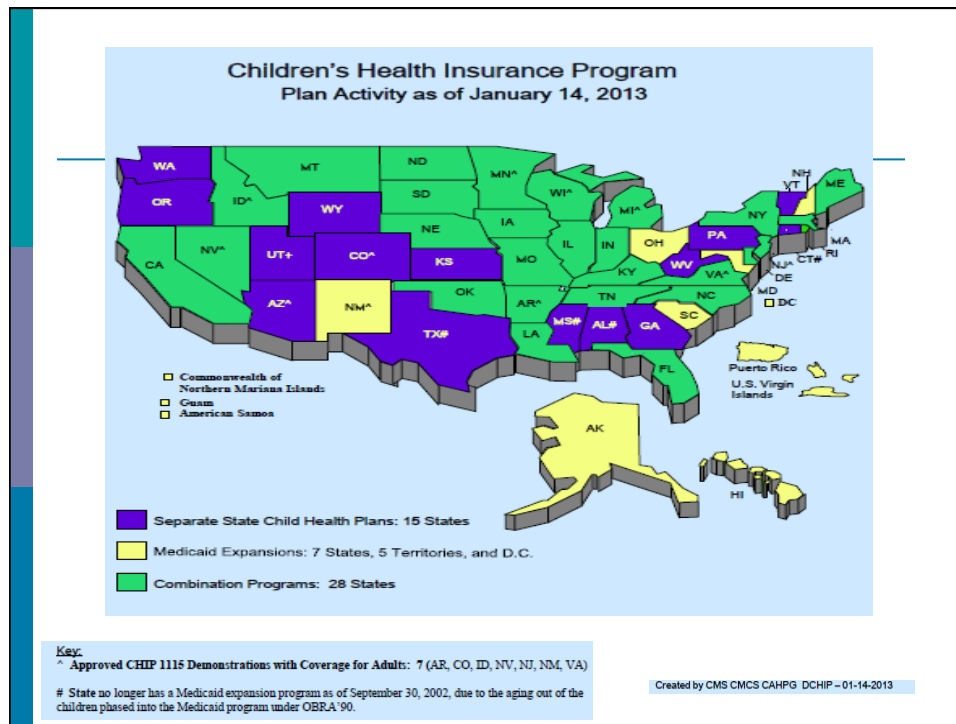 Children's Health Insurance Program
Plan Activity as of January 14, 2013
WA
MT
ND
MN^
NH
VT
ME
OR
ID^
SD
WI^
MI^
NY
WY
IA
MA
RI
NV^
NE
IL
IN
OH
PA
CT#
CA
UT+
CO^
KS
MO
WV
VA^
NJ^
DE
KY
MD
DC
AZ^
NM^
OK
AR^
TN
NC
SC
TX#
LA
MS#
AL#
GA
FL
Puerto Rico
U.S. Virgin
Islands
Commonwealth of
Northern Mariana Islands
Guam
American Samoa
AK
HI
Separate State Child Health Plans: 15 States
Medicaid Expansions: 7 States, 5 Territories, and D.C.
Combination Programs: 28 States
Key:
^ Approved CHIP 1115 Demonstrations with Coverage for Adults: 7 (AR, CO, ID, NV, NJ, NM, VA)
# State no longer has a Medicaid expansion program as of September 30, 2002, due to the aging out of the
children phased into the Medicaid program under OBRA'90.
Created by CMS CMCS CAHPG DCHIP – 01-14-2013